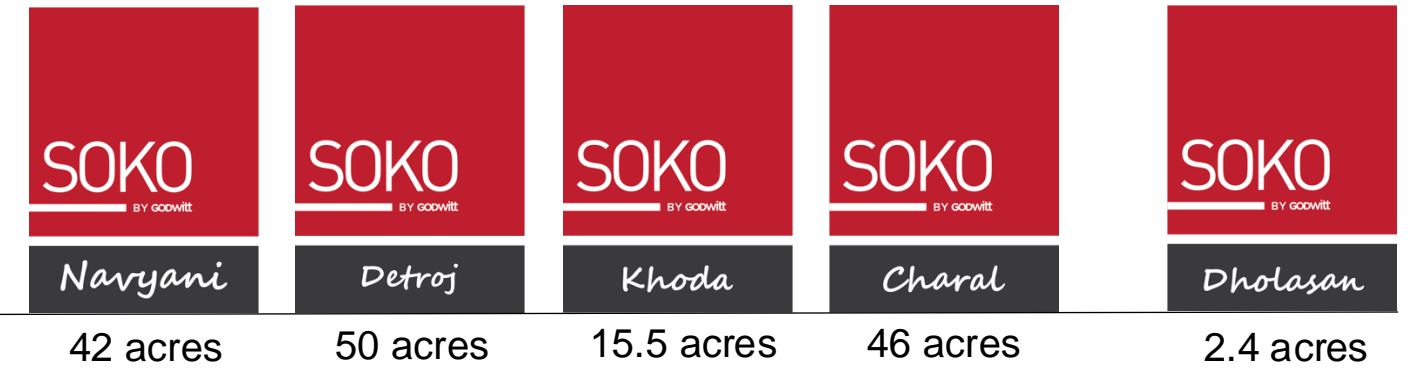 SOKO
BY GODWITT
Navyani
42 acres
SOKO
BY GODWITT
Detroj
50 acres
SOKO
BY GODWITT
Khoda
15.5 acres
SOKO
BY GODWITT
Charal
46 acres
SOKO
BY GODWITT
Dholasan
2.4 acres